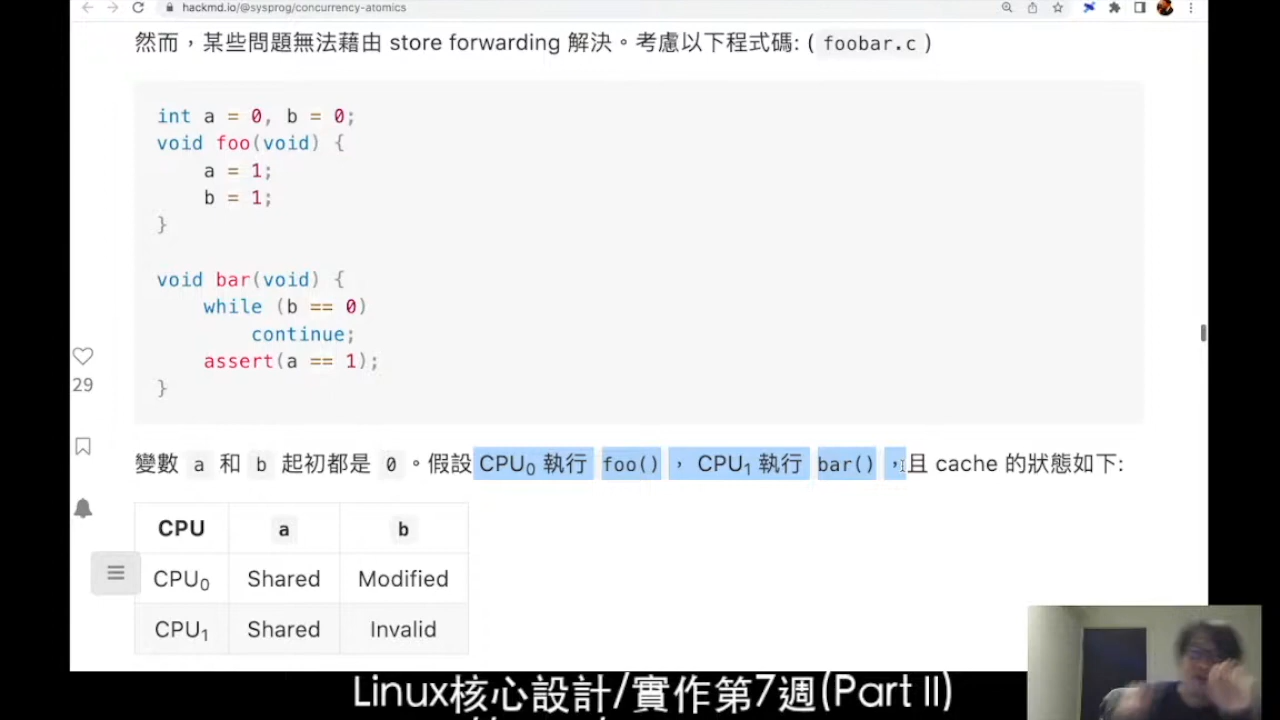 hackmd.io/@sysprog/concurrency-atomics
然而，某些問題無法藉由 store forwarding 解決。考慮以下程式碼: ( foobar.c )
int a = 0, b = 0;
void foo(void) {
    a = 1;
    b = 1;
}
void bar(void) {
    while (b == 0)
        continue;
    assert(a == 1);
}
29
變數 a 和 b 起初都是 0 。假設 CPU₀ 執行 foo() ， CPU₁ 執行 bar() ，且 cache 的狀態如下:
CPU a b
CPU₀ Shared Modified
CPU₁ Shared Invalid
Linux核心設計/實作第7週(Part II)